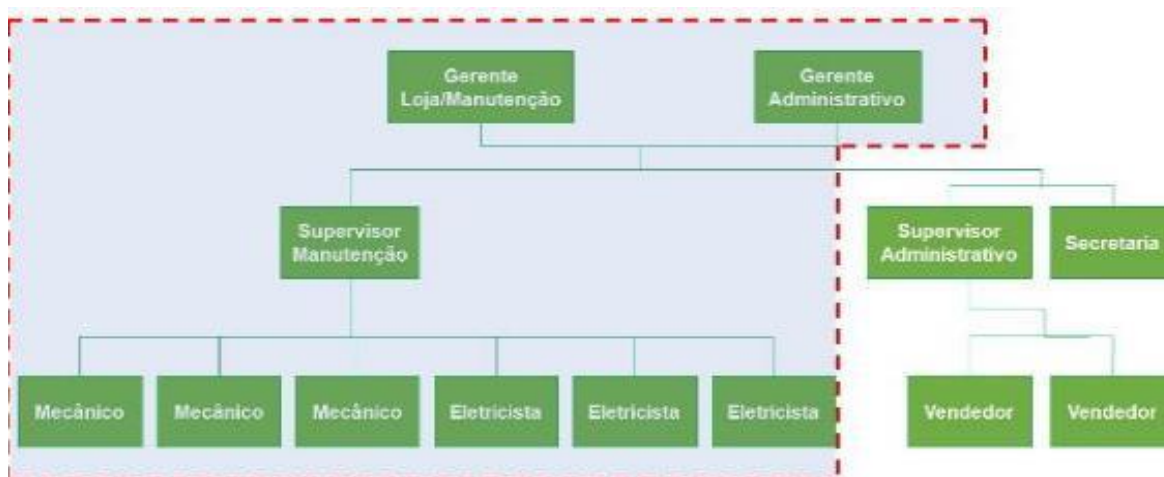 Gerente
Loja/Manutenção
Gerente
Administrativo
Supervisor
Manutenção
Supervisor
Administrativo
Secretaria
Mecânico
Mecânico
Mecânico
Eletricista
Eletricista
Eletricista
Vendedor
Vendedor